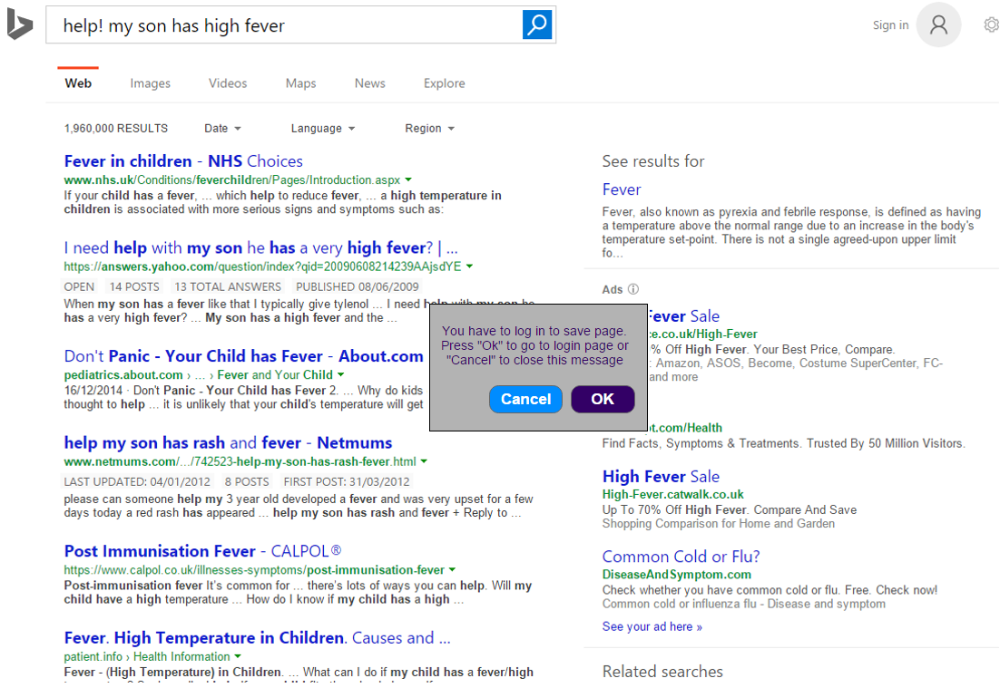 help! my son has high fever
Sign in
Web Images Videos Maps News Explore
1,960,000 RESULTS Date Language Region
Fever in children - NHS Choices
www.nhs.uk/Conditions/feverchildren/Pages/Introduction.aspx
If your child has a fever, ... which help to reduce fever, ... a high temperature in
children is associated with more serious signs and symptoms such as:
I need help with my son he has a very high fever? | ...
https://answers.yahoo.com/question/index?qid=20090608214239AAjsdYE
OPEN 14 POSTS 13 TOTAL ANSWERS PUBLISHED 08/06/2009
When my son has a fever like that I typically give tylenol ... I need help with my son he
has a very high fever? ... My son has a high fever and the ...
Don't Panic - Your Child has Fever - About.com
pediatrics.about.com › ... › Fever and Your Child
16/12/2014 · Don't Panic - Your Child has Fever 2. ... Why do kids
thought to help ... it is unlikely that your child's temperature will get
help my son has rash and fever - Netmums
www.netmums.com/.../742523-help-my-son-has-rash-fever.html
LAST UPDATED: 04/01/2012 8 POSTS FIRST POST: 31/03/2012
please can someone help my 3 year old developed a fever and was very upset for a few
days today a red rash has appeared ... help my son has rash and fever + Reply to ...
Post Immunisation Fever - CALPOL®
https://www.calpol.co.uk/illnesses-symptoms/post-immunisation-fever
Post-immunisation fever It's common for ... there's lots of ways you can help. Will my
child have a high temperature ... How do I know if my child has a high ...
Fever. High Temperature in Children. Causes and ...
patient.info › Health Information
Fever - (High Temperature) in Children. ... What can I do if my child has a fever/high
You have to log in to save page.
Press "Ok" to go to login page or
"Cancel" to close this message
Cancel OK
See results for
Fever
Fever, also known as pyrexia and febrile response, is defined as having
a temperature above the normal range due to an increase in the body's
temperature set-point. There is not a single agreed-upon upper limit
fo...
Ads
Fever Sale
ce.co.uk/High-Fever
% Off High Fever. Your Best Price, Compare.
: Amazon, ASOS, Become, Costume SuperCenter, FC-
and more
t.com/Health
Find Facts, Symptoms & Treatments. Trusted By 50 Million Visitors.
High Fever Sale
High-Fever.catwalk.co.uk
Up To 70% Off High Fever. Compare And Save
Shopping Comparison for Home and Garden
Common Cold or Flu?
DiseaseAndSymptom.com
Check whether you have common cold or flu. Free. Check now!
Common cold or influenza flu - Disease and symptom
See your ad here »
Related searches